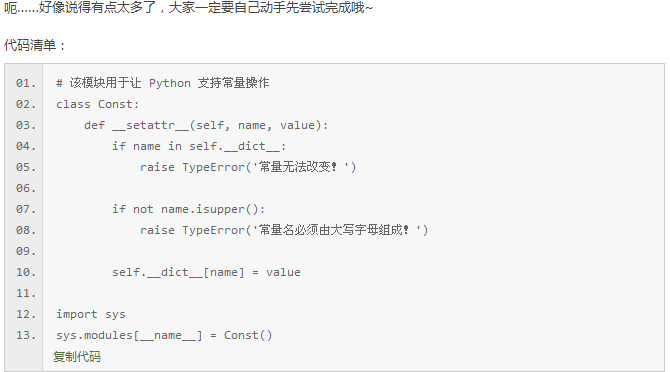 呃......好像说得有点太多了，大家一定要自己动手先尝试完成哦~
代码清单：
01. # 该模块用于让 Python 支持常量操作
02. class Const:
03.     def __setattr__(self, name, value):
04.         if name in self.__dict__:
05.             raise TypeError('常量无法改变！')
06.
07.         if not name.isupper():
08.             raise TypeError('常量名必须由大写字母组成！')
09.
10.         self.__dict__[name] = value
11.
12. import sys
13. sys.modules[__name__] = Const()
复制代码